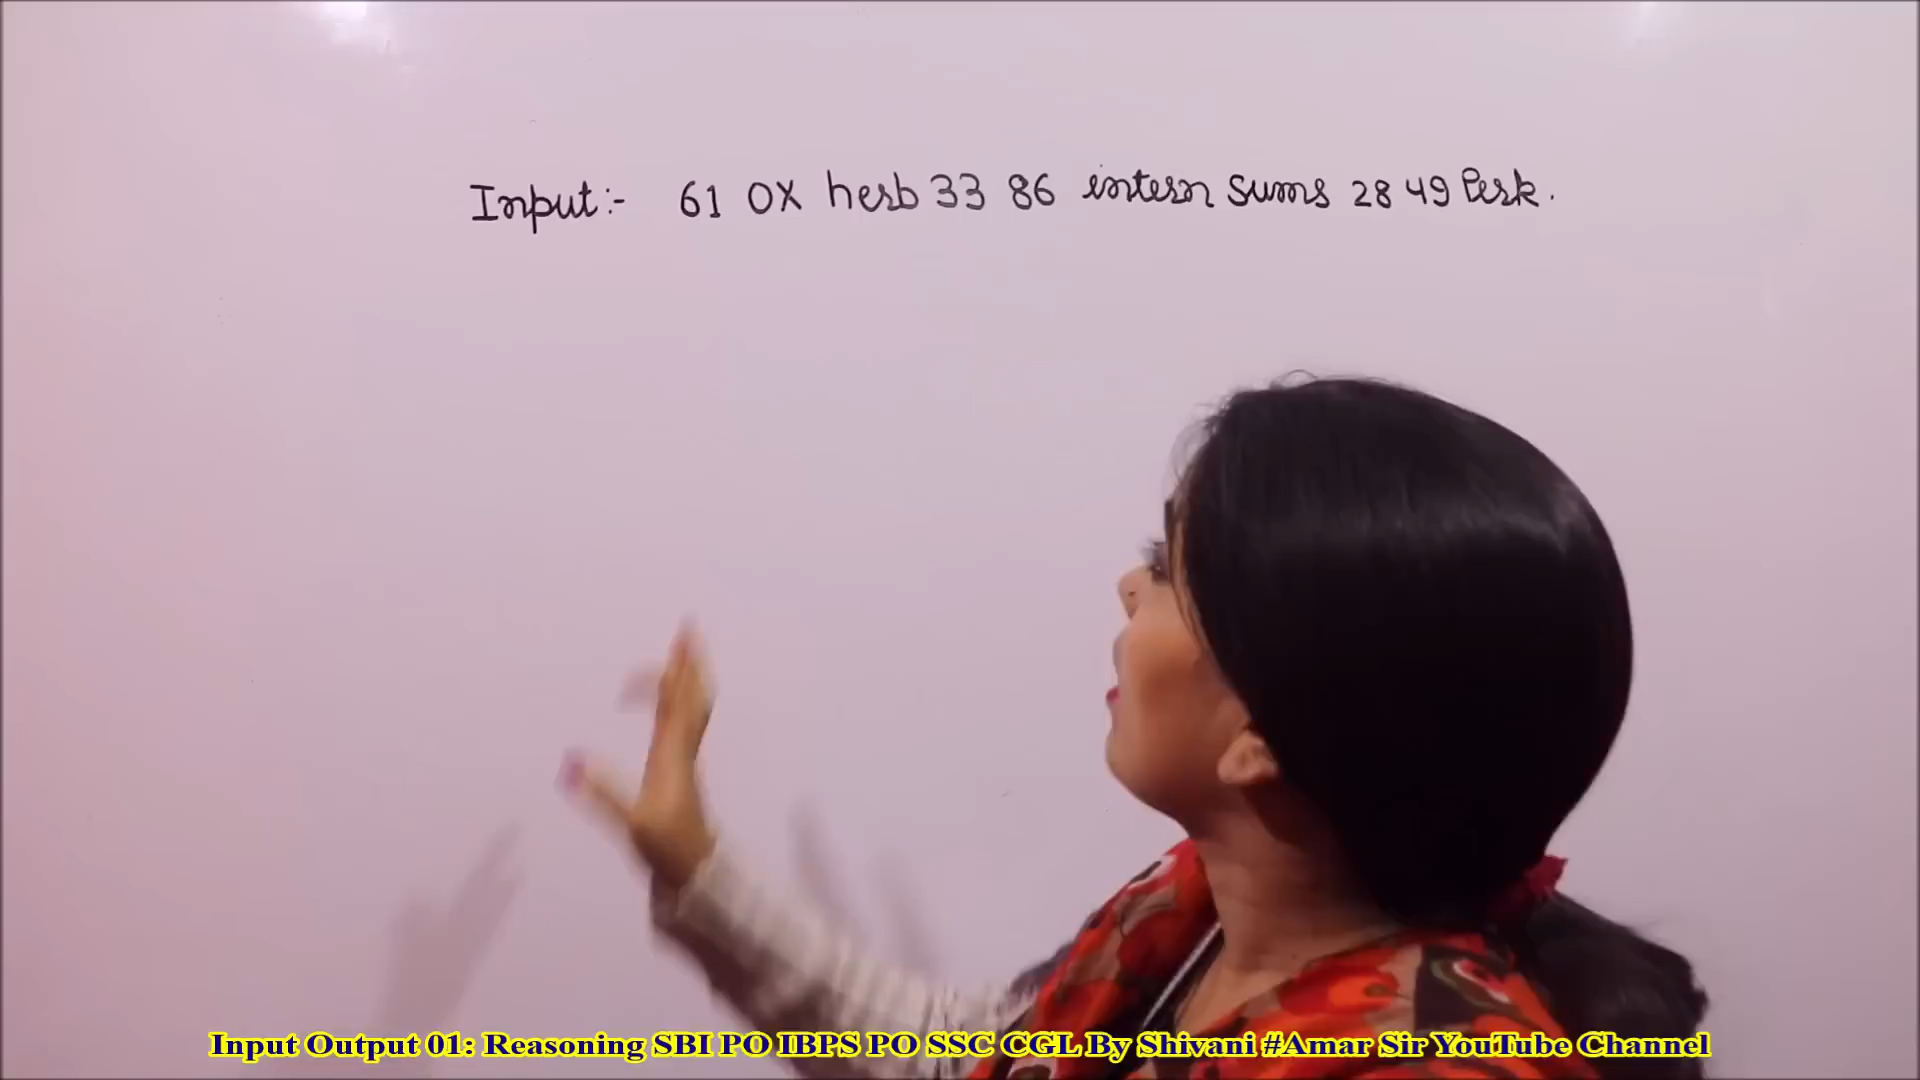 Input:- 61 OX herb 33 86 intern sums 28 49 Perk.
Input Output 01: Reasoning SBI PO IBPS PO SSC CGL By Shivani #Amar Sir YouTube Channel